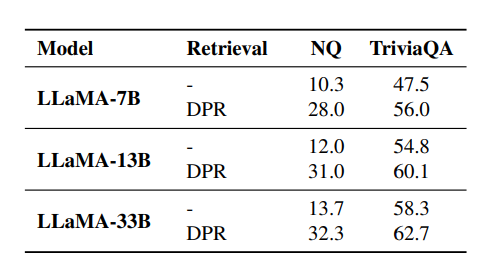 Model Retrieval NQ TriviaQA
LLaMA-7B - 10.3 47.5
DPR 28.0 56.0
LLaMA-13B - 12.0 54.8
DPR 31.0 60.1
LLaMA-33B - 13.7 58.3
DPR 32.3 62.7